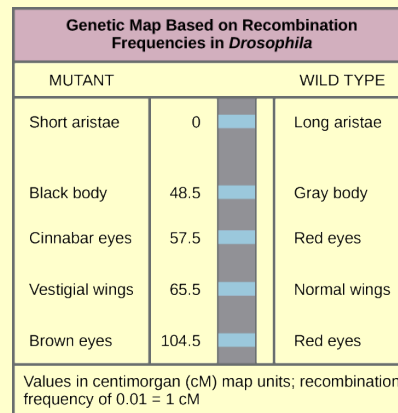 Genetic Map Based on Recombination
Frequencies in Drosophila
MUTANT WILD TYPE
Short aristae 0 Long aristae
Black body 48.5 Gray body
Cinnabar eyes 57.5 Red eyes
Vestigial wings 65.5 Normal wings
Brown eyes 104.5 Red eyes
Values in centimorgan (cM) map units; recombination
frequency of 0.01 = 1 cM